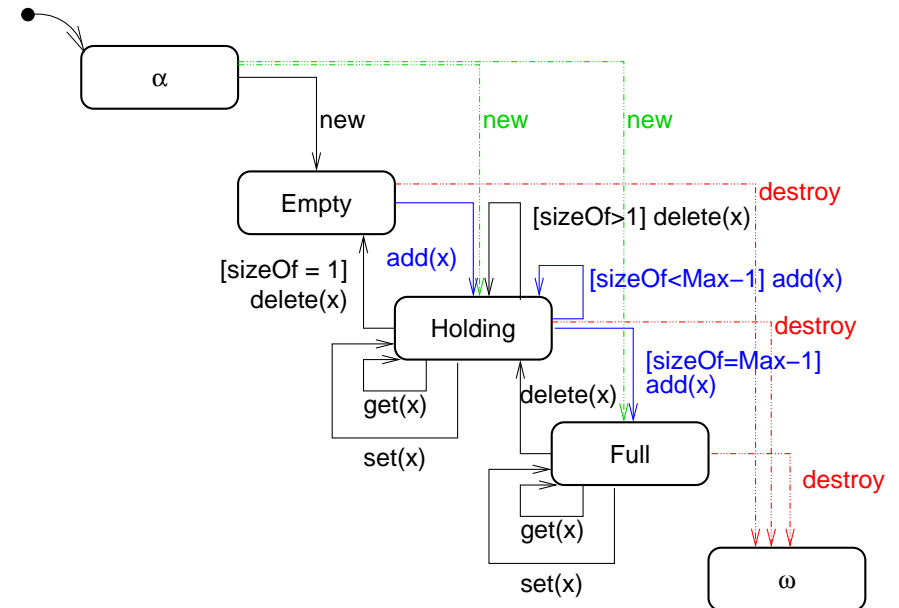 α
new
new
new
Empty
destroy
[sizeOf>1] delete(x)
add(x)
[sizeOf = 1]
delete(x)
[sizeOf<Max−1] add(x)
Holding
destroy
[sizeOf=Max−1]
add(x)
get(x)
delete(x)
set(x)
Full
destroy
get(x)
set(x)
ω